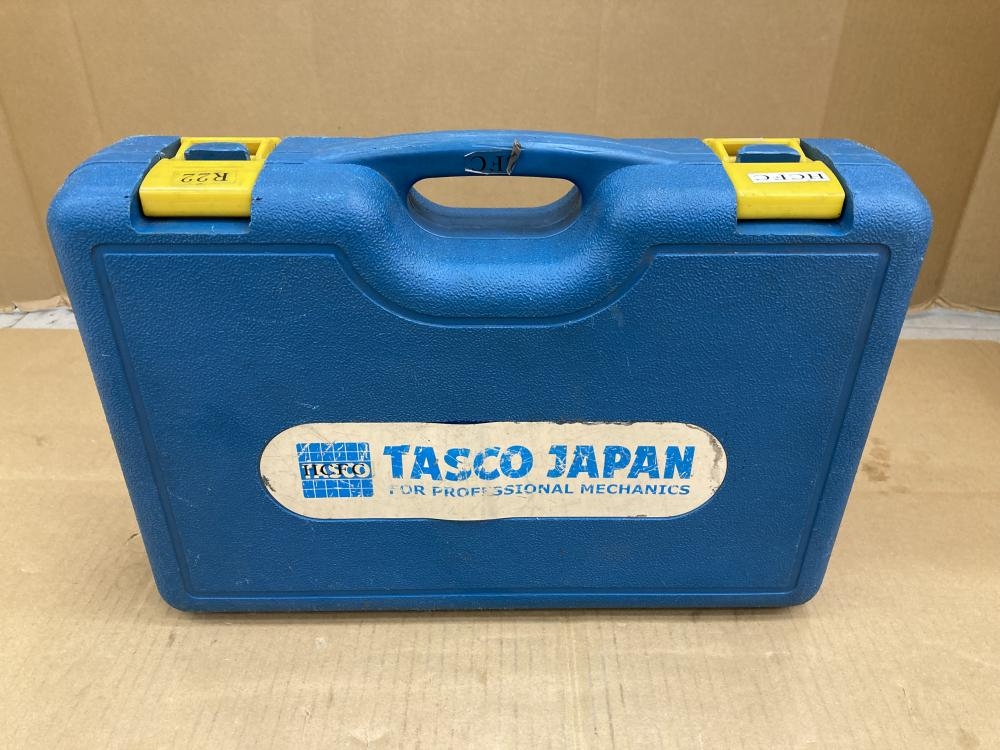 R22
HCFC
HCFC
TASCO JAPAN
FOR PROFESSIONAL MECHANICS